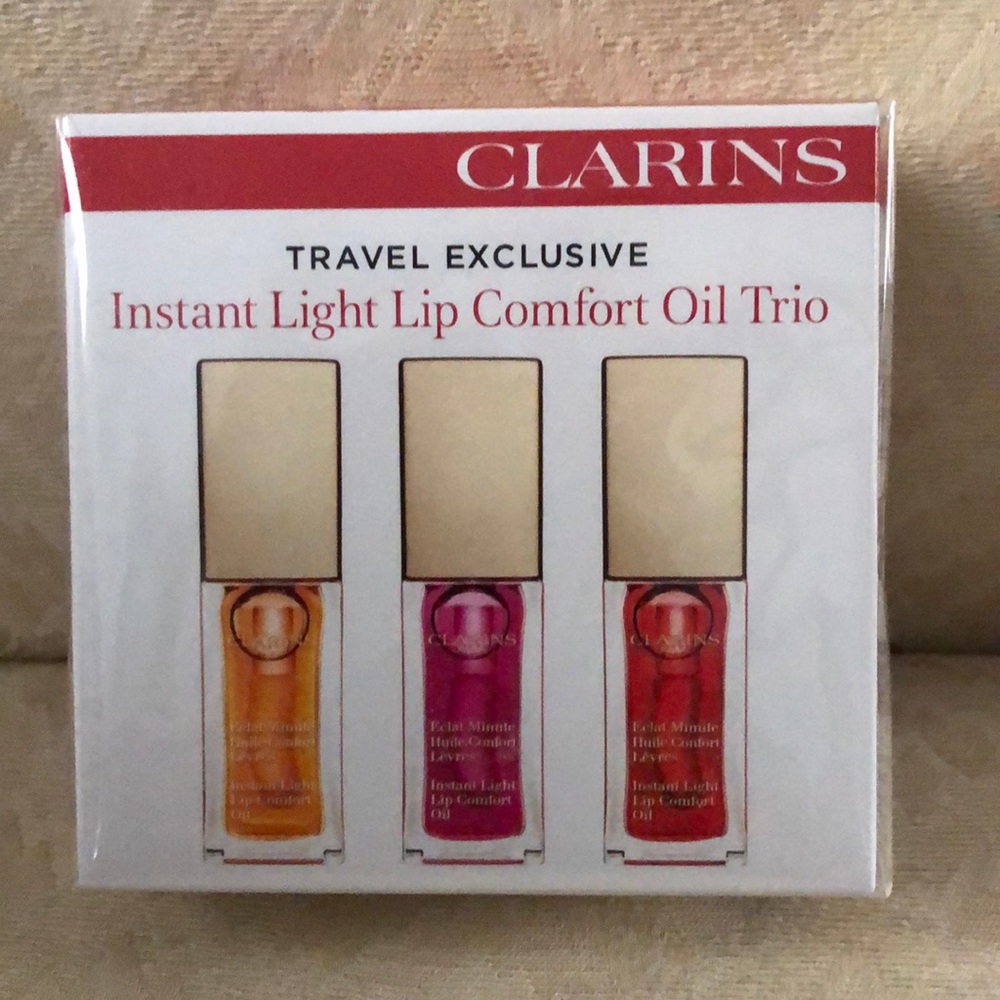 CLARINS
TRAVEL EXCLUSIVE
Instant Light Lip Comfort Oil Trio
CLARINS
Eclat Minute
Huile Confort
Lèvres
Instant Light
Lip Comfort
Oil
CLARINS
Eclat Minute
Huile Confort
Lèvres
Instant Light
Lip Comfort
Oil
CLARINS
Eclat Minute
Huile Confort
Lèvres
Instant Light
Lip Comfort
Oil